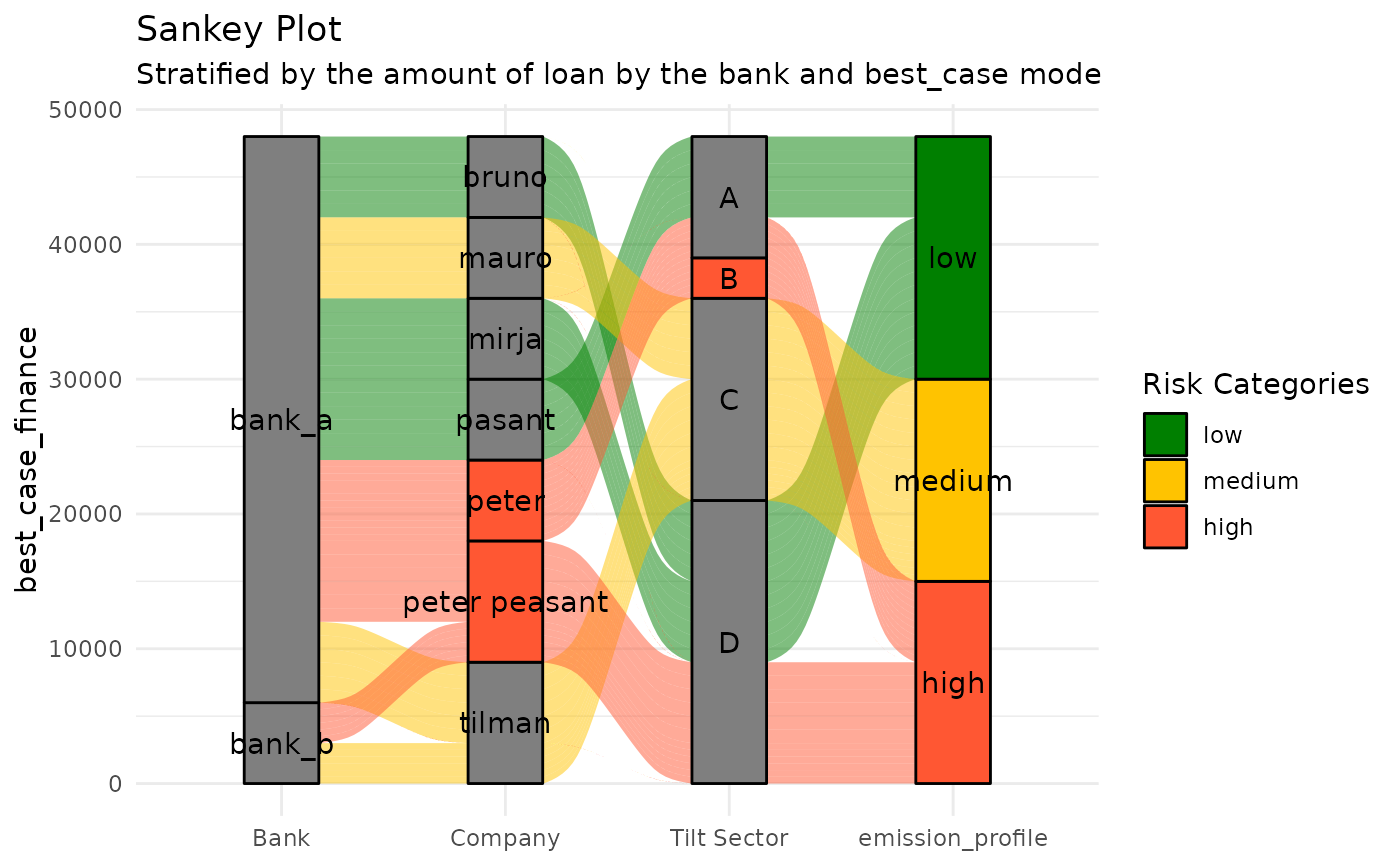 Sankey Plot
Stratified by the amount of loan by the bank and best_case mode
best_case_finance
50000
40000
30000
20000
10000
0
bank_a
bank_b
bruno
mauro
mirja
pasant
peter
peter peasant
tilman
A
B
C
D
low
medium
high
Bank
Company
Tilt Sector
emission_profile
Risk Categories
low
medium
high